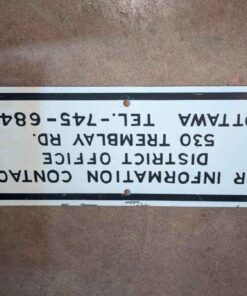 R INFORMATION CONTAC
DISTRICT OFFICE
530 TREMBLAY RD.
OTTAWA TEL.-745-684